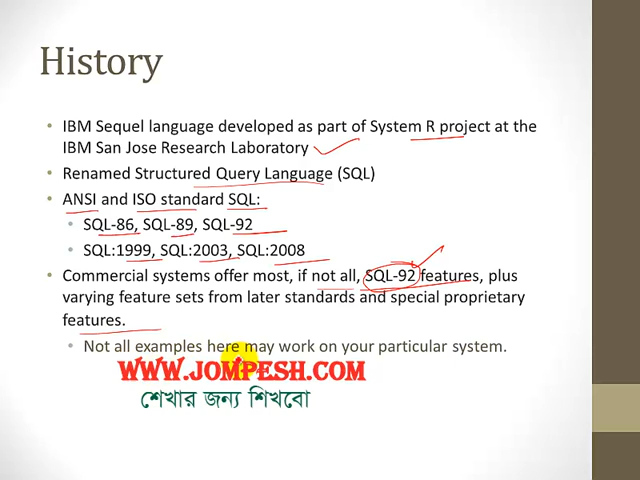 History
• IBM Sequel language developed as part of System R project at the
IBM San Jose Research Laboratory
• Renamed Structured Query Language (SQL)
• ANSI and ISO standard SQL:
• SQL-86, SQL-89, SQL-92
• SQL:1999, SQL:2003, SQL:2008
• Commercial systems offer most, if not all, SQL-92 features, plus
varying feature sets from later standards and special proprietary
features.
• Not all examples here may work on your particular system.
WWW.JOMPESH.COM
শেখার জন্য শিখবো